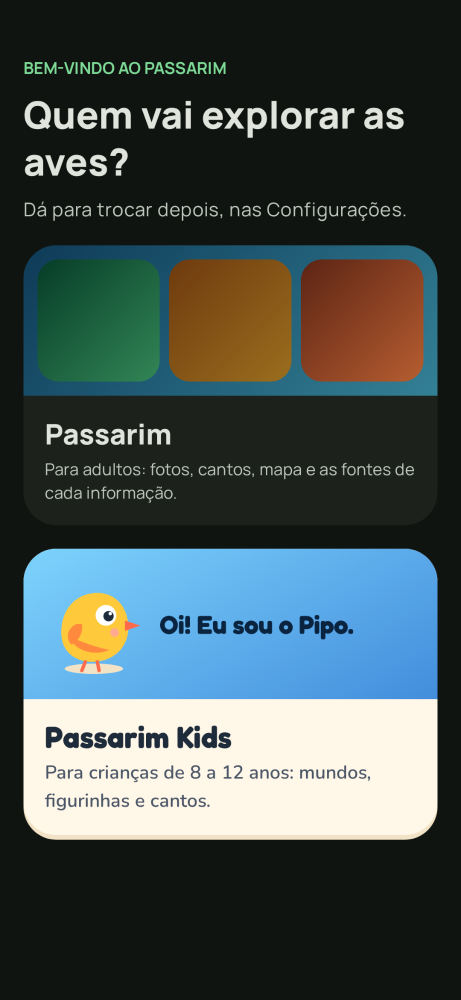 BEM-VINDO AO PASSARIM
Quem vai explorar as
aves?
Dá para trocar depois, nas Configurações.
Passarim
Para adultos: fotos, cantos, mapa e as fontes de
cada informação.
Oi! Eu sou o Pipo.
Passarim Kids
Para crianças de 8 a 12 anos: mundos,
figurinhas e cantos.